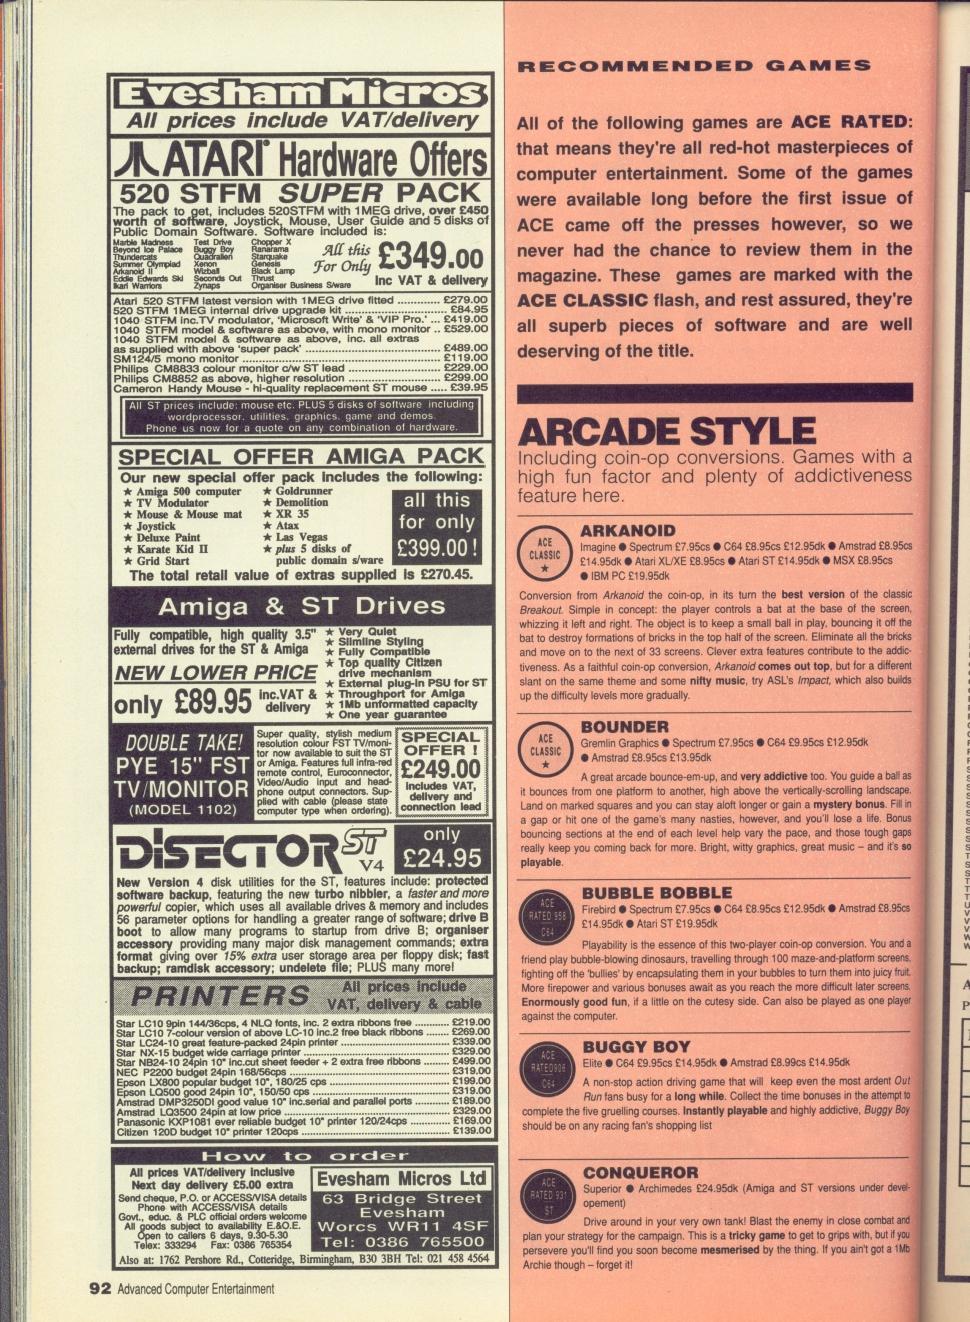 Evesham Micros
All prices include VAT/delivery
ATARI Hardware Offers
520 STFM SUPER PACK
The pack to get, includes 520STFM with 1MEG drive, over £450
worth of software, Joystick, Mouse, User Guide and 5 disks of
Public Domain Software. Software included is:
Marble Madness Test Drive Chopper X
Beyond Ice Palace Buggy Boy Ranarama
Thundercats Quadralien Starquake
Summer Olympiad Xenon Genesis
Arkanoid II Wizball Black Lamp
Eddie Edwards Ski Seconds Out Thrust
Ikari Warriors Zynaps Organiser Business S/ware
All this
For Only
£349.00
inc VAT & delivery
Atari 520 STFM latest version with 1MEG drive fitted ............. £279.00
520 STFM 1MEG internal drive upgrade kit ............. £84.95
1040 STFM inc.TV modulator, 'Microsoft Write' & 'VIP Pro.' ... £419.00
1040 STFM model & software as above, with mono monitor .. £529.00
1040 STFM model & software as above, inc. all extras
as supplied with above 'super pack' ............. £489.00
SM124/5 mono monitor ............. £119.00
Philips CM8833 colour monitor c/w ST lead ............. £229.00
Philips CM8852 as above, higher resolution ............. £299.00
Cameron Handy Mouse - hi-quality replacement ST mouse ..... £39.95
All ST prices include: mouse etc. PLUS 5 disks of software including
wordprocessor, utilities, graphics, game and demos.
Phone us now for a quote on any combination of hardware.
SPECIAL OFFER AMIGA PACK
Our new special offer pack includes the following:
★ Amiga 500 computer ★ Goldrunner
★ TV Modulator ★ Demolition
★ Mouse & Mouse mat ★ XR 35
★ Joystick ★ Atax
★ Deluxe Paint ★ Las Vegas
★ Karate Kid II ★ plus 5 disks of
★ Grid Start public domain s/ware
all this
for only
£399.00 !
The total retail value of extras supplied is £270.45.
Amiga & ST Drives
Fully compatible, high quality 3.5"
external drives for the ST & Amiga
NEW LOWER PRICE
only £89.95 inc.VAT &
delivery
★ Very Quiet
★ Slimline Styling
★ Fully Compatible
★ Top quality Citizen
drive mechanism
★ External plug-in PSU for ST
★ Throughport for Amiga
★ 1Mb unformatted capacity
★ One year guarantee
DOUBLE TAKE!
PYE 15" FST
TV/MONITOR
(MODEL 1102)
Super quality, stylish medium
resolution colour FST TV/moni-
tor now available to suit the ST
or Amiga. Features full infra-red
remote control, Euroconnector,
Video/Audio input and head-
phone output connectors. Sup-
plied with cable (please state
computer type when ordering).
SPECIAL
OFFER !
£249.00
includes VAT,
delivery and
connection lead
DiSECTOR ST
V4
only
£24.95
New Version 4 disk utilities for the ST, features include: protected
software backup, featuring the new turbo nibbler, a faster and more
powerful copier, which uses all available drives & memory and includes
56 parameter options for handling a greater range of software; drive B
boot to allow many programs to startup from drive B; organiser
accessory providing many major disk management commands; extra
format giving over 15% extra user storage area per floppy disk; fast
backup; ramdisk accessory; undelete file; PLUS many more!
PRINTERS
All prices include
VAT, delivery & cable
Star LC10 9pin 144/36cps, 4 NLQ fonts, inc. 2 extra ribbons free ........... £219.00
Star LC10 7-colour version of above LC-10 inc.2 free black ribbons ....... £269.00
Star LC24-10 great feature-packed 24pin printer ............. £339.00
Star NX-15 budget wide carriage printer ............. £329.00
Star NB24-10 24pin 10" inc.cut sheet feeder + 2 extra free ribbons ....... £499.00
NEC P2200 budget 24pin 168/56cps ............. £319.00
Epson LX800 popular budget 10", 180/25 cps ............. £199.00
Epson LQ500 good 24pin 10", 150/50 cps ............. £319.00
Amstrad DMP3250DI good value 10" inc.serial and parallel ports ......... £189.00
Amstrad LQ3500 24pin at low price ............. £329.00
Panasonic KXP1081 ever reliable budget 10" printer 120/24cps ........... £169.00
Citizen 120D budget 10" printer 120cps ............. £139.00
How to order
All prices VAT/delivery inclusive
Next day delivery £5.00 extra
Send cheque, P.O. or ACCESS/VISA details
Phone with ACCESS/VISA details
Govt., educ. & PLC official orders welcome
All goods subject to availability E.&O.E.
Open to callers 6 days, 9.30-5.30
Telex: 333294 Fax: 0386 765354
Evesham Micros Ltd
63 Bridge Street
Evesham
Worcs WR11 4SF
Tel: 0386 765500
Also at: 1762 Pershore Rd., Cotteridge, Birmingham, B30 3BH Tel: 021 458 4564
92 Advanced Computer Entertainment
RECOMMENDED GAMES
All of the following games are ACE RATED:
that means they're all red-hot masterpieces of
computer entertainment. Some of the games
were available long before the first issue of
ACE came off the presses however, so we
never had the chance to review them in the
magazine. These games are marked with the
ACE CLASSIC flash, and rest assured, they're
all superb pieces of software and are well
deserving of the title.
ARCADE STYLE
Including coin-op conversions. Games with a
high fun factor and plenty of addictiveness
feature here.
ACE
CLASSIC
★
ARKANOID
Imagine ● Spectrum £7.95cs ● C64 £8.95cs £12.95dk ● Amstrad £8.95cs
£14.95dk ● Atari XL/XE £8.95cs ● Atari ST £14.95dk ● MSX £8.95cs
● IBM PC £19.95dk
Conversion from Arkanoid the coin-op, in its turn the best version of the classic
Breakout. Simple in concept: the player controls a bat at the base of the screen,
whizzing it left and right. The object is to keep a small ball in play, bouncing it off the
bat to destroy formations of bricks in the top half of the screen. Eliminate all the bricks
and move on to the next of 33 screens. Clever extra features contribute to the addic-
tiveness. As a faithful coin-op conversion, Arkanoid comes out top, but for a different
slant on the same theme and some nifty music, try ASL's Impact, which also builds
up the difficulty levels more gradually.
ACE
CLASSIC
★
BOUNDER
Gremlin Graphics ● Spectrum £7.95cs ● C64 £9.95cs £12.95dk
● Amstrad £8.95cs £13.95dk
A great arcade bounce-em-up, and very addictive too. You guide a ball as
it bounces from one platform to another, high above the vertically-scrolling landscape.
Land on marked squares and you can stay aloft longer or gain a mystery bonus. Fill in
a gap or hit one of the game's many nasties, however, and you'll lose a life. Bonus
bouncing sections at the end of each level help vary the pace, and those tough gaps
really keep you coming back for more. Bright, witty graphics, great music – and it's so
playable.
ACE
RATED 958
C64
BUBBLE BOBBLE
Firebird ● Spectrum £7.95cs ● C64 £8.95cs £12.95dk ● Amstrad £8.95cs
£14.95dk ● Atari ST £19.95dk
Playability is the essence of this two-player coin-op conversion. You and a
friend play bubble-blowing dinosaurs, travelling through 100 maze-and-platform screens,
fighting off the 'bullies' by encapsulating them in your bubbles to turn them into juicy fruit.
More firepower and various bonuses await as you reach the more difficult later screens.
Enormously good fun, if a little on the cutesy side. Can also be played as one player
against the computer.
ACE
RATED
C64
BUGGY BOY
Elite ● C64 £9.95cs £14.95dk ● Amstrad £8.99cs £14.95dk
A non-stop action driving game that will keep even the most ardent Out
Run fans busy for a long while. Collect the time bonuses in the attempt to
complete the five gruelling courses. Instantly playable and highly addictive, Buggy Boy
should be on any racing fan's shopping list
ACE
RATED 931
ST
CONQUEROR
Superior ● Archimedes £24.95dk (Amiga and ST versions under devel-
opement)
Drive around in your very own tank! Blast the enemy in close combat and
plan your strategy for the campaign. This is a tricky game to get to grips with, but if you
persevere you'll find you soon become mesmerised by the thing. If you ain't got a 1Mb
Archie though – forget it!